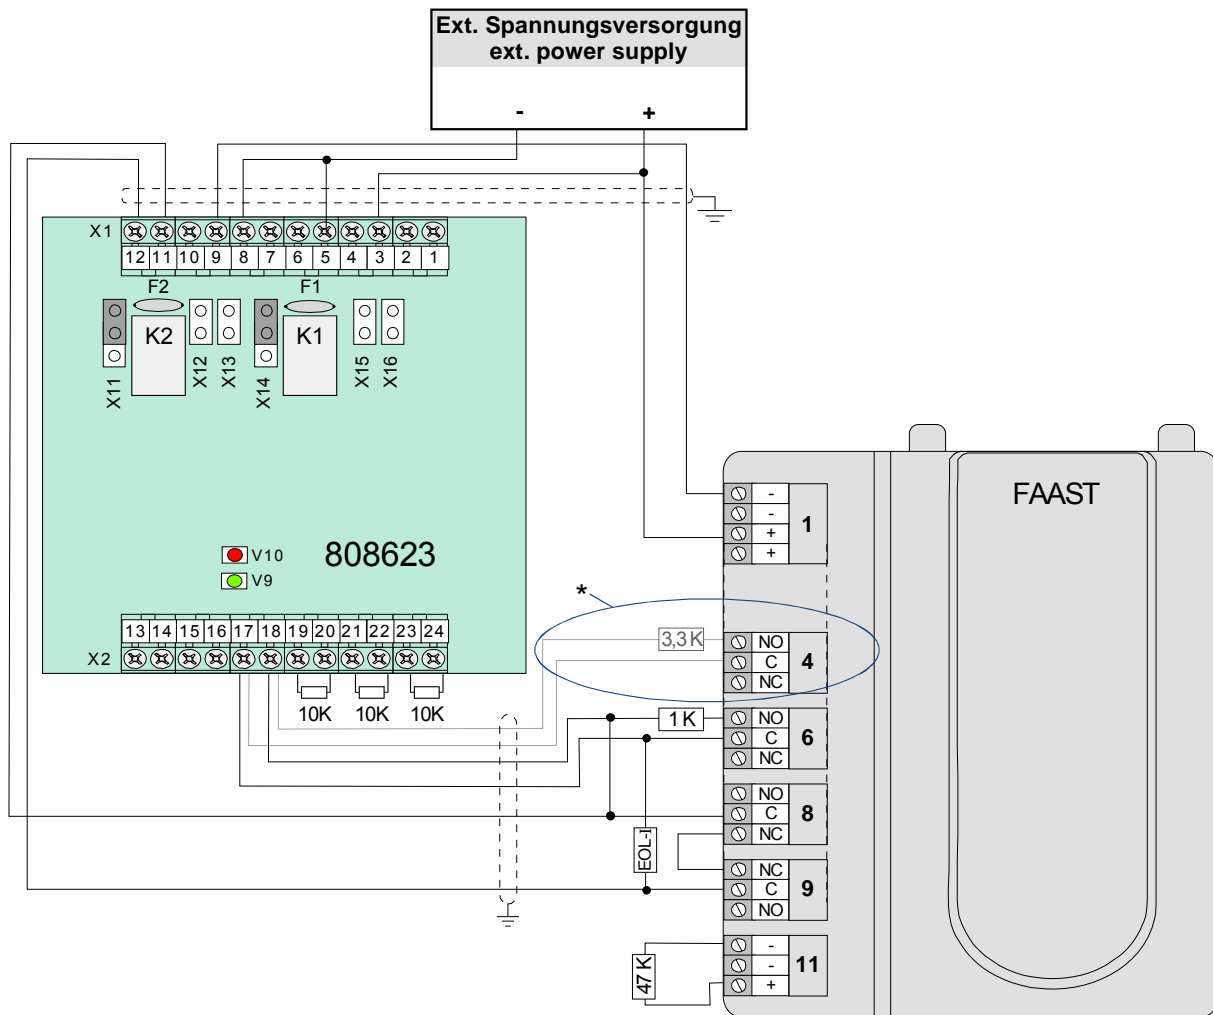 Ext. Spannungsversorgung
ext. power supply
- +
X1
12 11 10 9 8 7 6 5 4 3 2 1
F2 F1
K2 K1
X11 X12 X13 X14 X15 X16
V10
V9
808623
13 14 15 16 17 18 19 20 21 22 23 24
X2
10K 10K 10K
FAAST
-
-
+
+
1
*
3,3 K
NO
C
NC
4
1 K
NO
C
NC
6
NO
C
NC
8
EOL-I
NC
C
NO
9
47 K
-
-
+
11